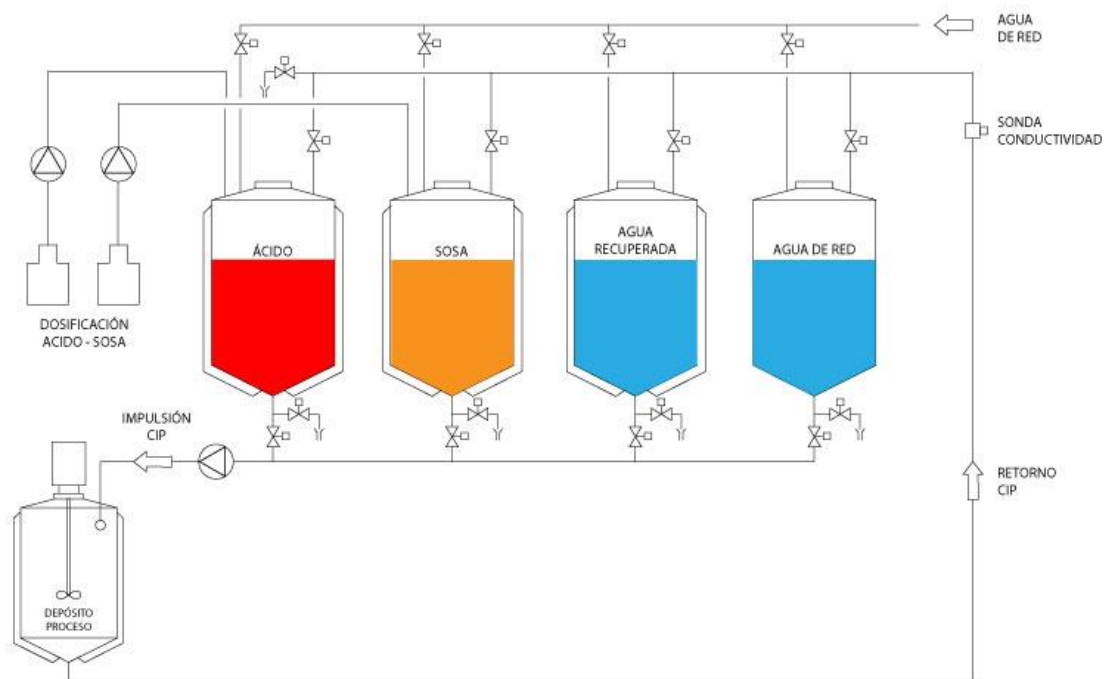 AGUA
DE RED
SONDA
CONDUCTIVIDAD
ÁCIDO
SOSA
AGUA
RECUPERADA
AGUA DE RED
DOSIFICACIÓN
ACIDO - SOSA
IMPULSIÓN
CIP
RETORNO
CIP
DEPÓSITO
PROCESO